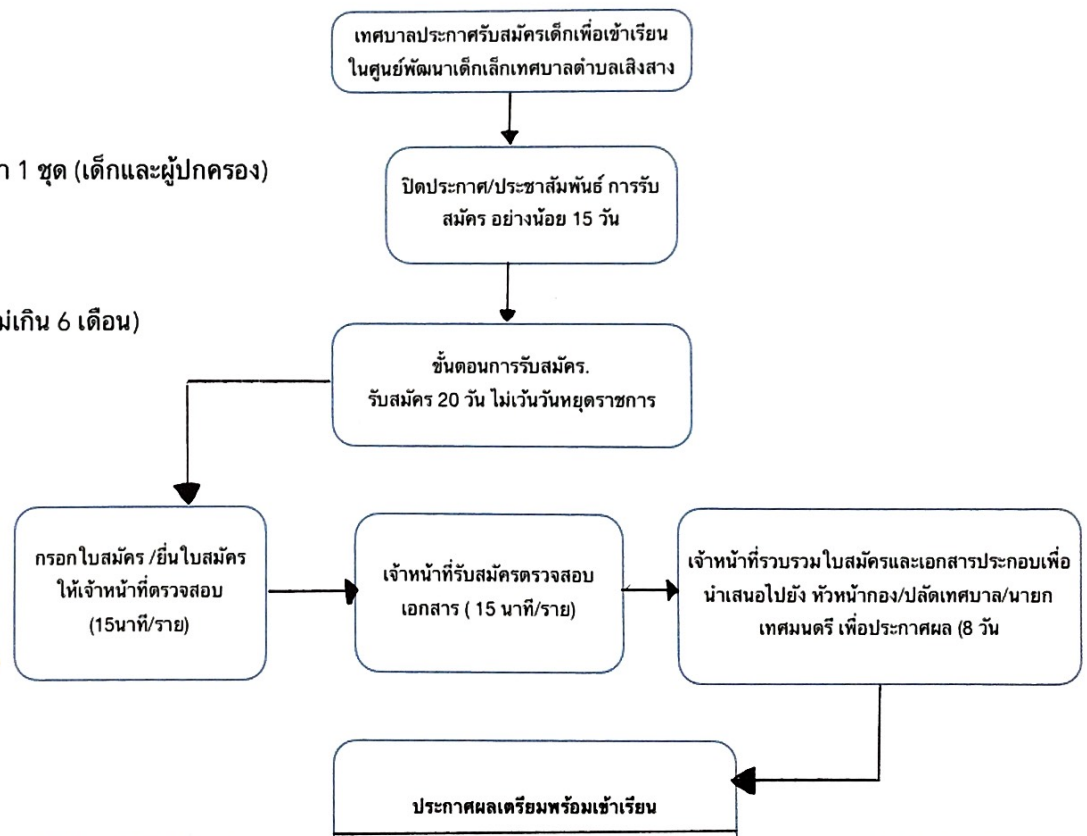 เทศบาลประกาศรับสมัครเด็กเพื่อเข้าเรียน
ในศูนย์พัฒนาเด็กเล็กเทศบาลตำบลเสิงสาง
1 ชุด (เด็กและผู้ปกครอง)
ปิดประกาศ/ประชาสัมพันธ์ การรับ
สมัคร อย่างน้อย 15 วัน
ม่เกิน 6 เดือน)
ขั้นตอนการรับสมัคร.
รับสมัคร 20 วัน ไม่เว้นวันหยุดราชการ
กรอกใบสมัคร /ยื่นใบสมัคร
ให้เจ้าหน้าที่ตรวจสอบ
(15นาที/ราย)
เจ้าหน้าที่รับสมัครตรวจสอบ
เอกสาร ( 15 นาที/ราย)
เจ้าหน้าที่รวบรวมใบสมัครและเอกสารประกอบเพื่อ
นำเสนอไปยัง หัวหน้ากอง/ปลัดเทศบาล/นายก
เทศมนตรี เพื่อประกาศผล (8 วัน
ประกาศผลเตรียมพร้อมเข้าเรียน